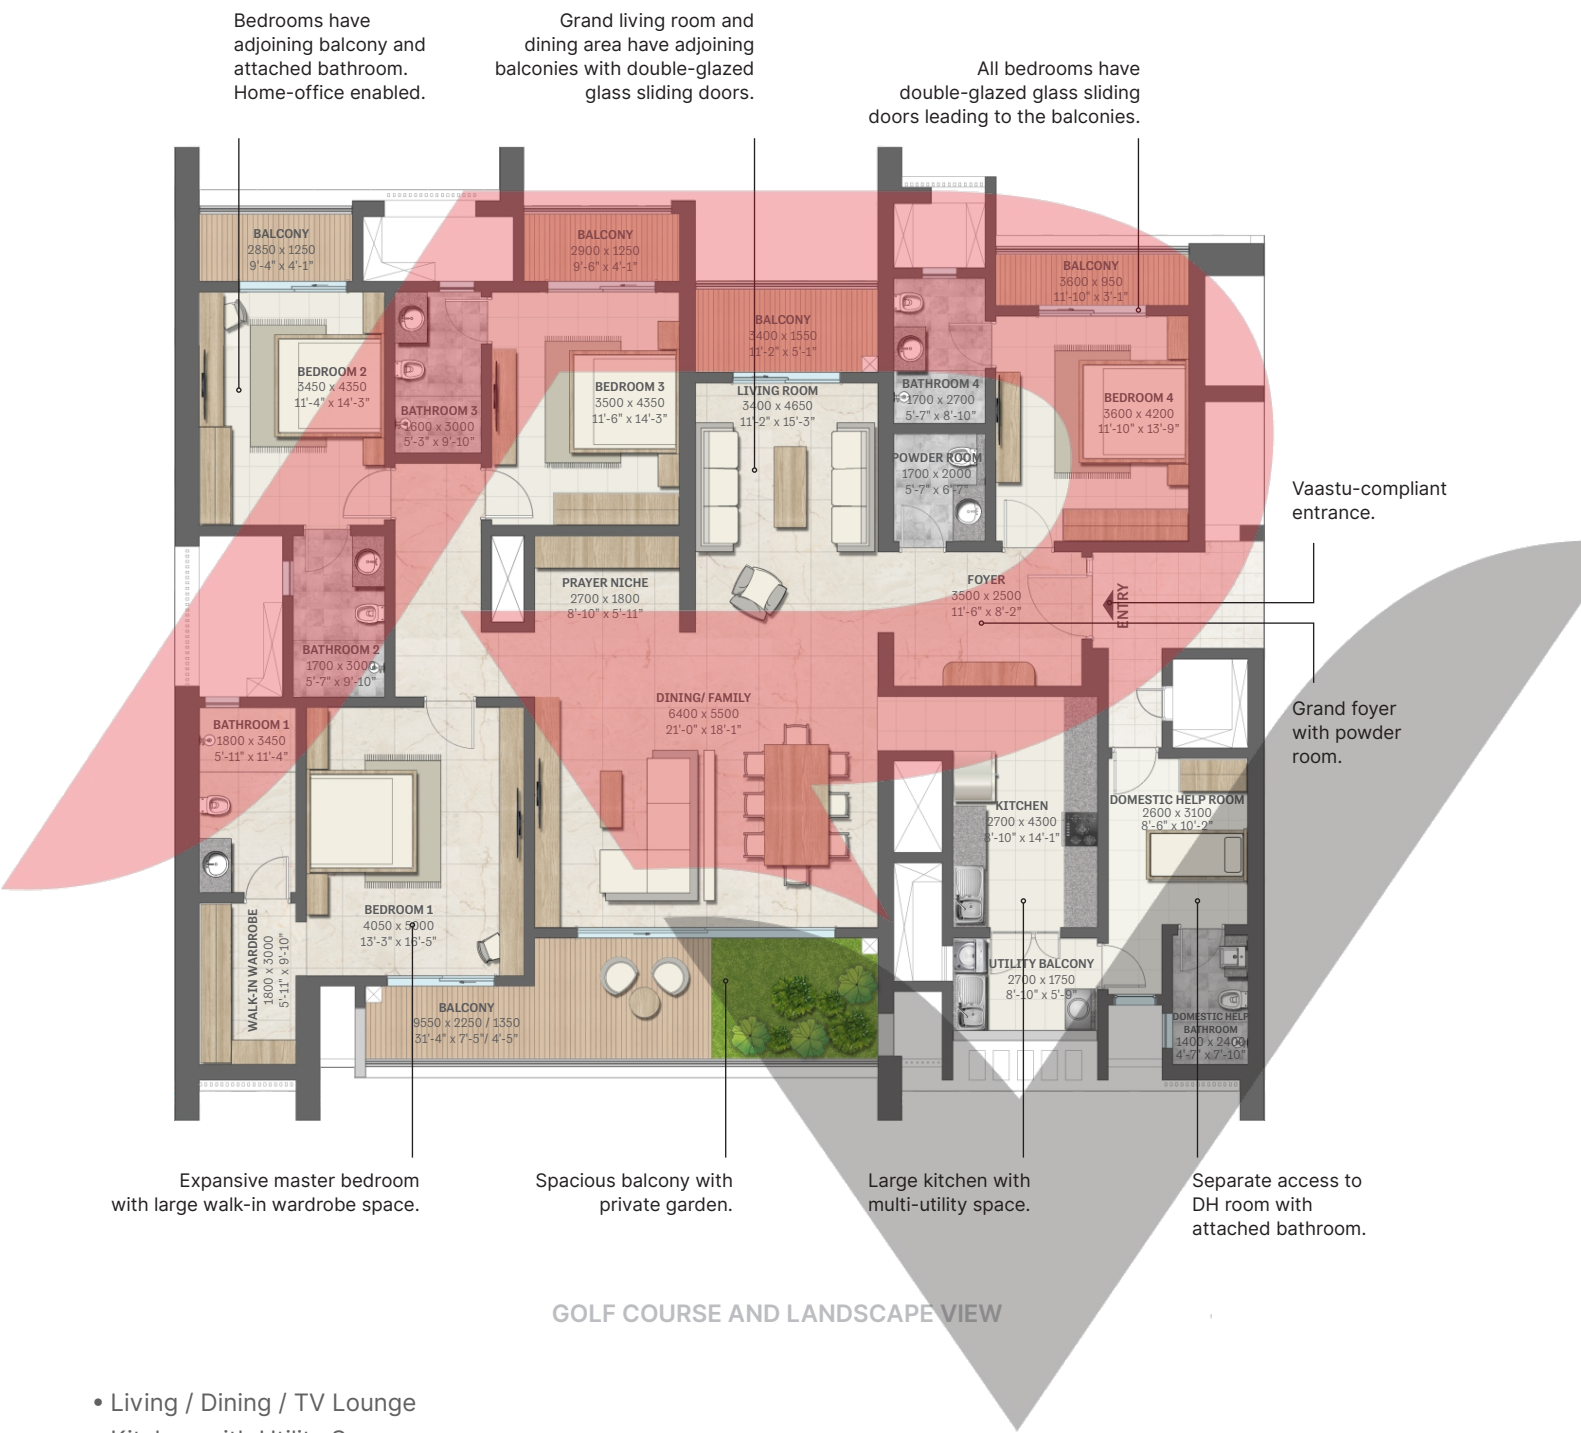 Bedrooms have
adjoining balcony and
attached bathroom.
Home-office enabled.
Grand living room and
dining area have adjoining
balconies with double-glazed
glass sliding doors.
All bedrooms have
double-glazed glass sliding
doors leading to the balconies.
BALCONY
2850 x 1250
9'-4" x 4'-1"
BALCONY
2900 x 1250
9'-6" x 4'-1"
BALCONY
3400 x 1550
11'-2" x 5'-1"
BALCONY
3600 x 950
11'-10" x 3'-1"
BEDROOM 2
3450 x 4350
11'-4" x 14'-3"
BATHROOM 3
1600 x 3000
5'-3" x 9'-10"
BEDROOM 3
3500 x 4350
11'-6" x 14'-3"
LIVING ROOM
3400 x 4650
11'-2" x 15'-3"
BATHROOM 4
1700 x 2700
5'-7" x 8'-10"
BEDROOM 4
3600 x 4200
11'-10" x 13'-9"
POWDER ROOM
1700 x 2000
5'-7" x 6'-7"
Vaastu-compliant
entrance.
PRAYER NICHE
2700 x 1800
8'-10" x 5'-11"
FOYER
3500 x 2500
11'-6" x 8'-2"
ENTRY
BATHROOM 2
1700 x 3000
5'-7" x 9'-10"
DINING/ FAMILY
6400 x 5500
21'-0" x 18'-1"
Grand foyer
with powder
room.
BATHROOM 1
1800 x 3450
5'-11" x 11'-4"
KITCHEN
2700 x 4300
8'-10" x 14'-1"
DOMESTIC HELP ROOM
2600 x 3100
8'-6" x 10'-2"
BEDROOM 1
4050 x 5000
13'-3" x 16'-5"
WALK-IN WARDROBE
1800 x 3000
5'-11" x 9'-10"
BALCONY
9550 x 2250 / 1350
31'-4" x 7'-5"/ 4'-5"
UTILITY BALCONY
2700 x 1750
8'-10" x 5'-9"
DOMESTIC HELP
BATHROOM
1400 x 2400
4'-7" x 7'-10"
Expansive master bedroom
with large walk-in wardrobe space.
Spacious balcony with
private garden.
Large kitchen with
multi-utility space.
Separate access to
DH room with
attached bathroom.
GOLF COURSE AND LANDSCAPE VIEW
• Living / Dining / TV Lounge